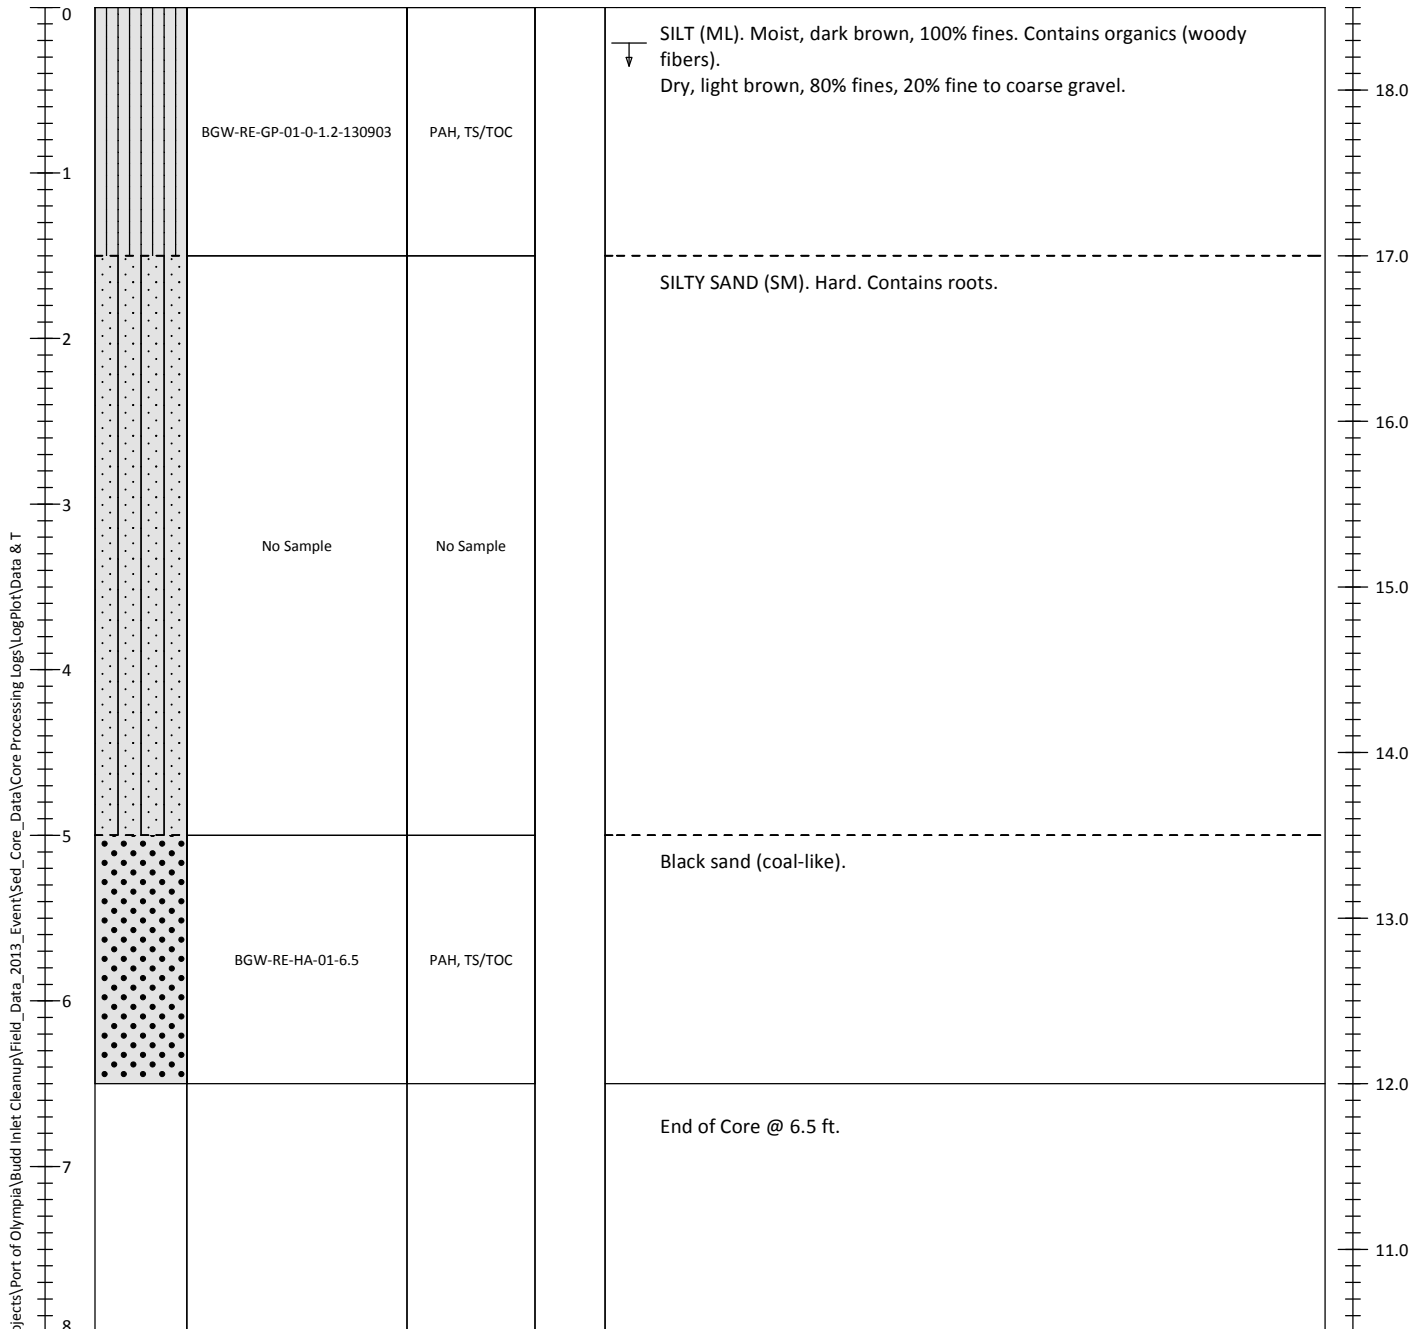 0
SILT (ML). Moist, dark brown, 100% fines. Contains organics (woody
fibers).
Dry, light brown, 80% fines, 20% fine to coarse gravel.
18.0
BGW-RE-GP-01-0-1.2-130903
PAH, TS/TOC
1
17.0
SILTY SAND (SM). Hard. Contains roots.
2
16.0
3
No Sample
No Sample
15.0
4
14.0
5
Black sand (coal-like).
13.0
BGW-RE-HA-01-6.5
PAH, TS/TOC
6
12.0
End of Core @ 6.5 ft.
7
11.0
8
ojects\Port of Olympia\Budd Inlet Cleanup\Field_Data_2013_Event\Sed_Core_Data\Core Processing Logs\LogPlot\Data & T